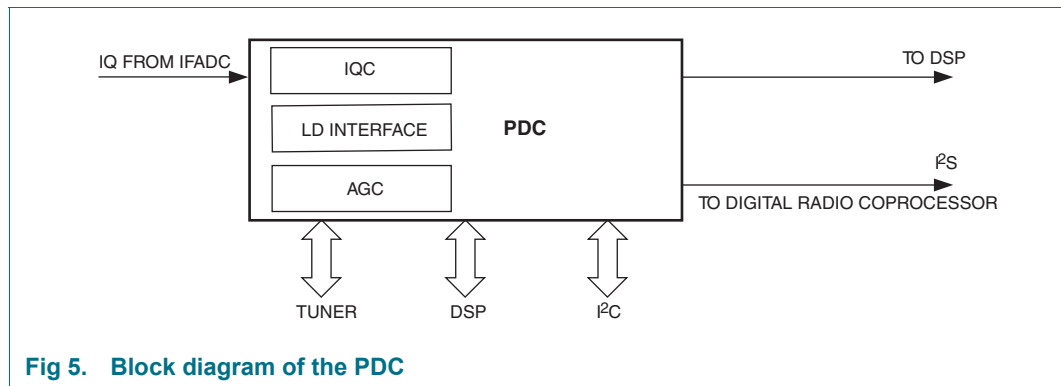 IQ FROM IFADC
IQC
LD INTERFACE
AGC
PDC
TO DSP
I²S
TO DIGITAL RADIO COPROCESSOR
TUNER
DSP
I²C
Fig 5. Block diagram of the PDC